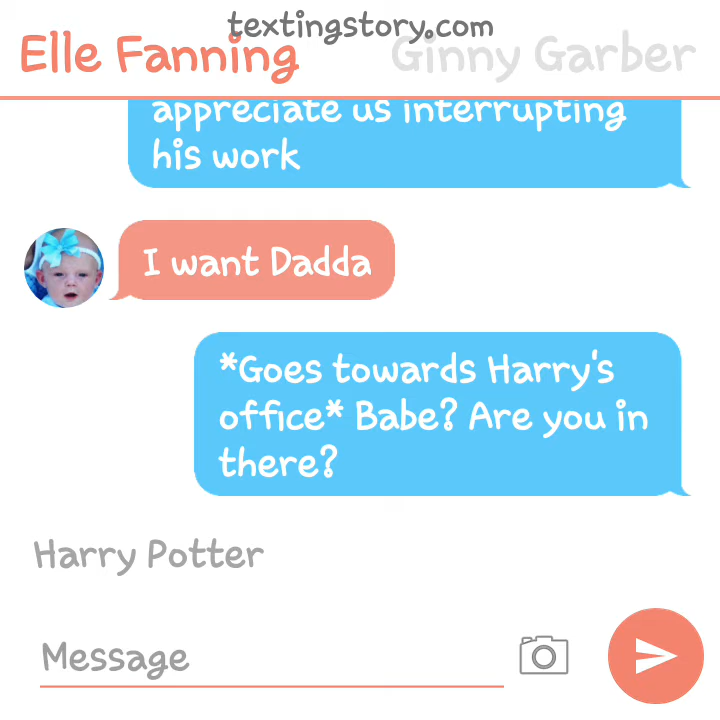 textingstory.com
Elle Fanning
Ginny Garber
appreciate us interrupting
his work
I want Dadda
*Goes towards Harry's
office* Babe? Are you in
there?
Harry Potter
Message